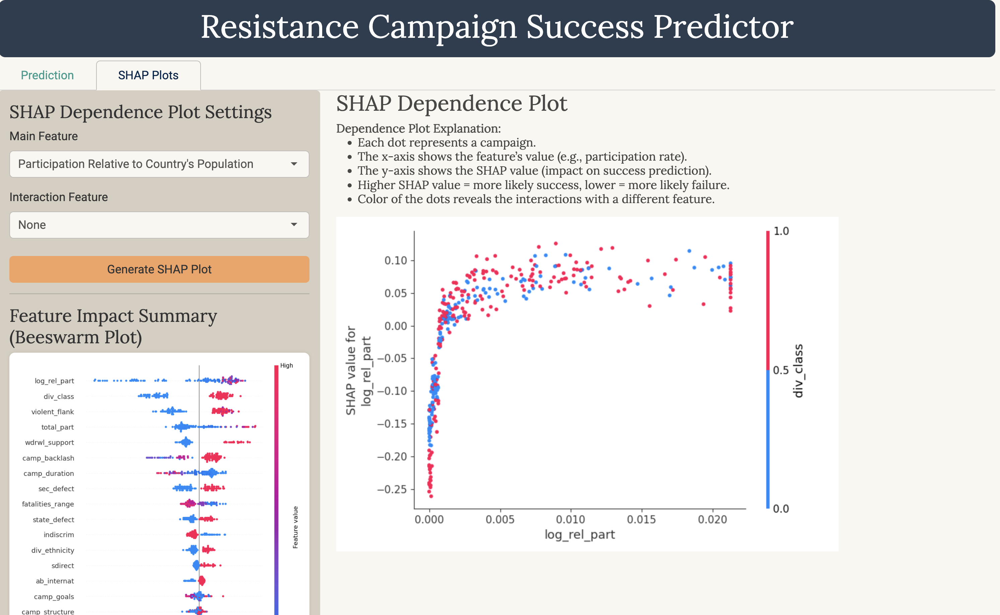 Resistance Campaign Success Predictor
Prediction
SHAP Plots
SHAP Dependence Plot Settings
Main Feature
Participation Relative to Country's Population
Interaction Feature
None
Generate SHAP Plot
Feature Impact Summary
(Beeswarm Plot)
High
log_rel_part
div_class
violent_flank
total_part
wdrwl_support
camp_backlash
camp_duration
sec_defect
fatalities_range
state_defect
indiscrim
div_ethnicity
sdirect
ab_internat
camp_goals
camp_structure
Feature value
SHAP Dependence Plot
Dependence Plot Explanation:
Each dot represents a campaign.
The x-axis shows the feature’s value (e.g., participation rate).
The y-axis shows the SHAP value (impact on success prediction).
Higher SHAP value = more likely success, lower = more likely failure.
Color of the dots reveals the interactions with a different feature.
SHAP value for
log_rel_part
0.10
0.05
0.00
−0.05
−0.10
−0.15
−0.20
−0.25
0.000
0.005
0.010
0.015
0.020
log_rel_part
1.0
0.5
0.0
div_class